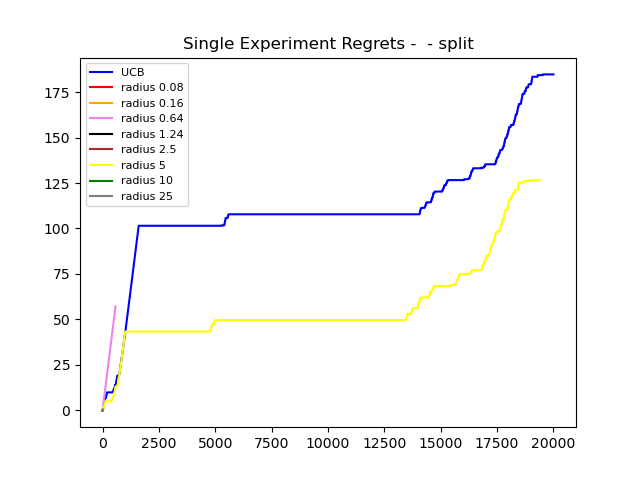 Single Experiment Regrets -  - split
UCB
radius 0.08
radius 0.16
radius 0.64
radius 1.24
radius 2.5
radius 5
radius 10
radius 25
175
150
125
100
75
50
25
0
0 2500 5000 7500 10000 12500 15000 17500 20000